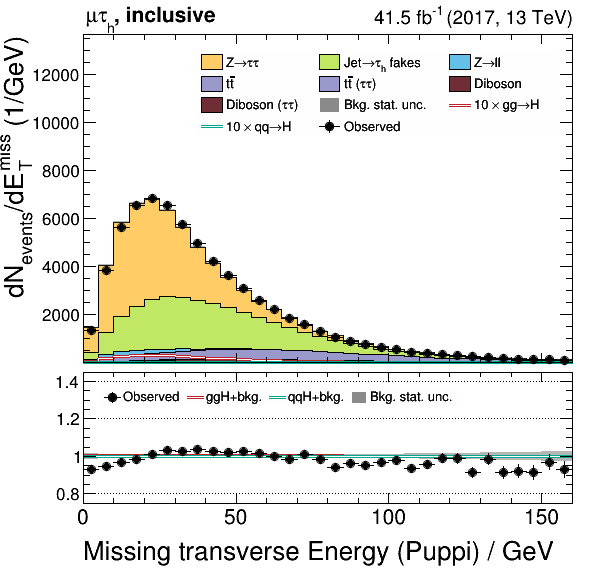 μτh, inclusive
41.5 fb⁻¹ (2017, 13 TeV)
dN_events/dE_T^miss (1/GeV)
12000
10000
8000
6000
4000
2000
Z→ττ
Jet→τh fakes
Z→ll
tt̄
tt̄ (ττ)
Diboson
Diboson (ττ)
Bkg. stat. unc.
10 × gg→H
10 × qq→H
Observed
1.4
1.2
1
0.8
Observed
ggH+bkg.
qqH+bkg.
Bkg. stat. unc.
0
50
100
150
Missing transverse Energy (Puppi) / GeV